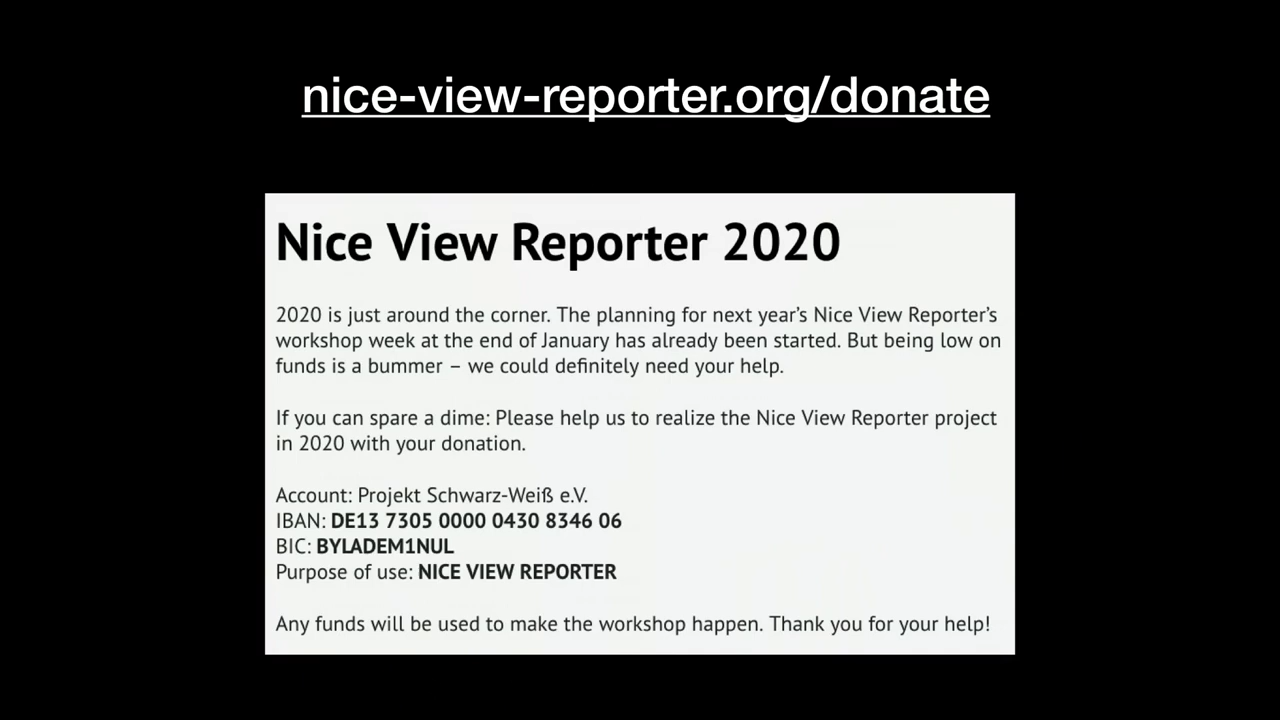 nice-view-reporter.org/donate
Nice View Reporter 2020
2020 is just around the corner. The planning for next year’s Nice View Reporter’s
workshop week at the end of January has already been started. But being low on
funds is a bummer – we could definitely need your help.
If you can spare a dime: Please help us to realize the Nice View Reporter project
in 2020 with your donation.
Account: Projekt Schwarz-Weiß e.V.
IBAN: DE13 7305 0000 0430 8346 06
BIC: BYLADEM1NUL
Purpose of use: NICE VIEW REPORTER
Any funds will be used to make the workshop happen. Thank you for your help!